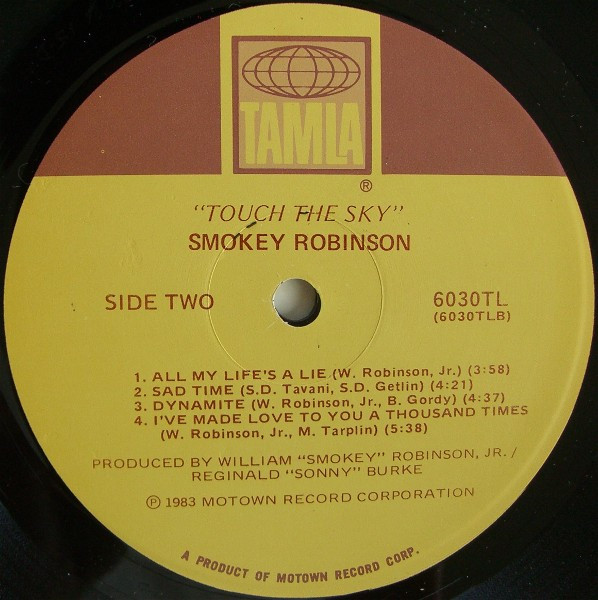 TAMLA
®
"TOUCH THE SKY"
SMOKEY ROBINSON
SIDE TWO
6030TL
(6030TLB)
1. ALL MY LIFE'S A LIE (W. Robinson, Jr.) (3:58)
2. SAD TIME (S.D. Tavani, S.D. Getlin) (4:21)
3. DYNAMITE (W. Robinson, Jr., B. Gordy) (4:37)
4. I'VE MADE LOVE TO YOU A THOUSAND TIMES
(W. Robinson, Jr., M. Tarplin) (5:38)
PRODUCED BY WILLIAM "SMOKEY" ROBINSON, JR./
REGINALD "SONNY" BURKE
℗ 1983 MOTOWN RECORD CORPORATION
A PRODUCT OF MOTOWN RECORD CORP.